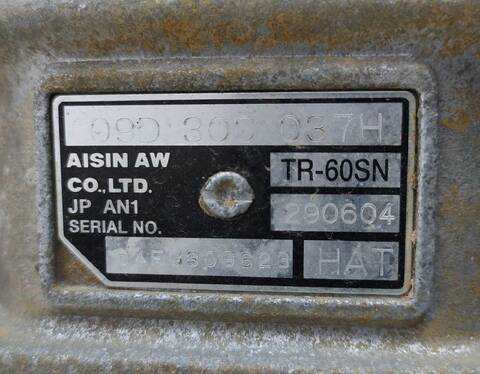 09D 300 037H
AISIN AW
CO.,LTD.
TR-60SN
JP AN1
290604
SERIAL NO.
HAT